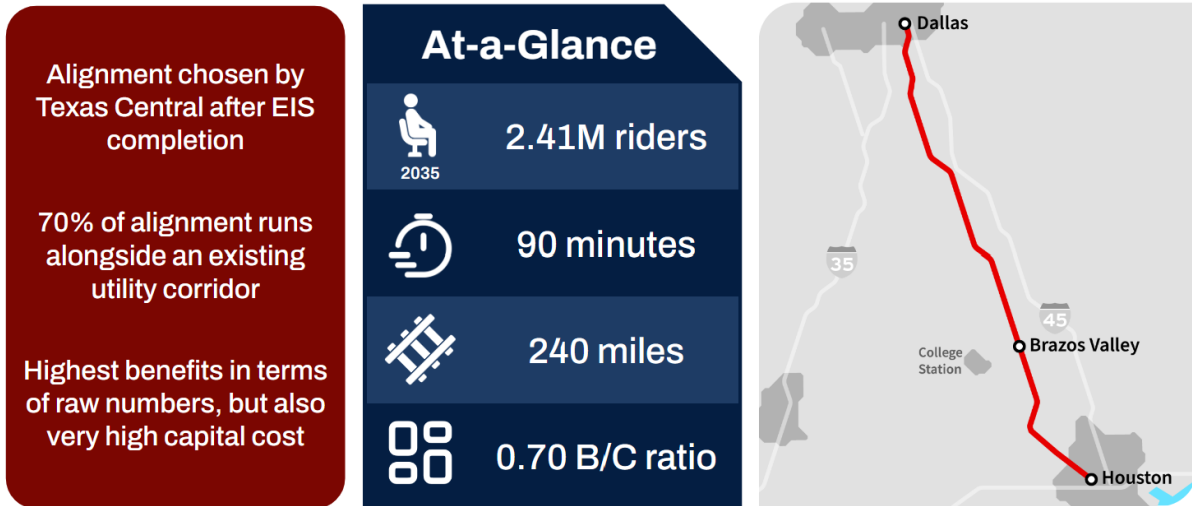 Alignment chosen by
Texas Central after EIS
completion
70% of alignment runs
alongside an existing
utility corridor
Highest benefits in terms
of raw numbers, but also
very high capital cost
At-a-Glance
2035
2.41M riders
90 minutes
240 miles
0.70 B/C ratio
Dallas
35
45
Brazos Valley
College
Station
Houston